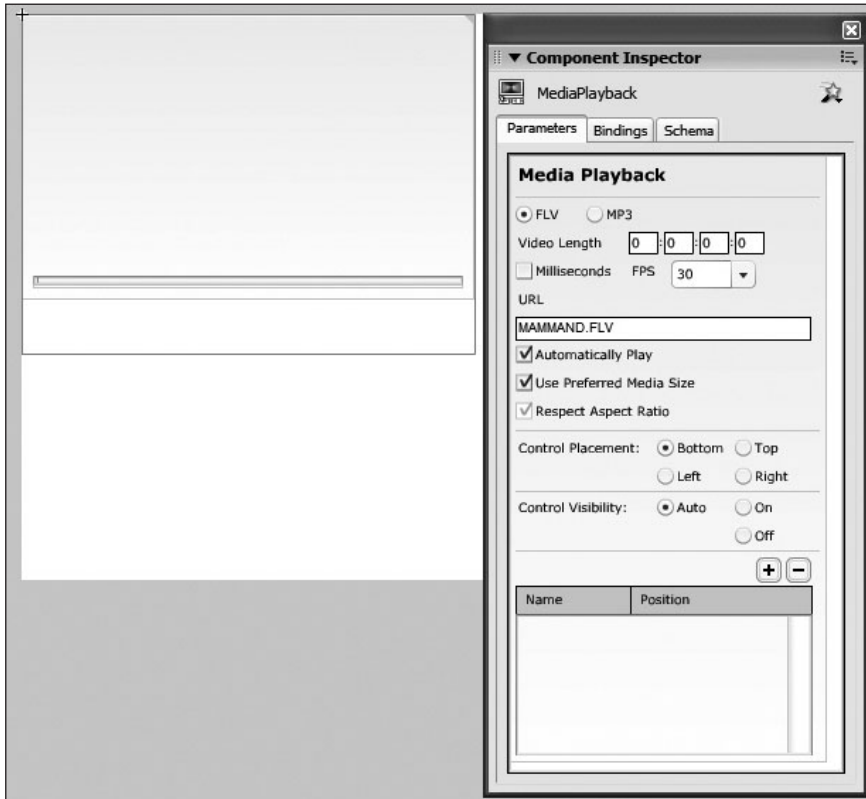 Component Inspector
MediaPlayback
Parameters Bindings Schema
Media Playback
FLV MP3
Video Length 0 : 0 : 0 : 0
Milliseconds FPS 30
URL
MAMMAND.FLV
Automatically Play
Use Preferred Media Size
Respect Aspect Ratio
Control Placement: Bottom Top
Left Right
Control Visibility: Auto On
Off
Name Position